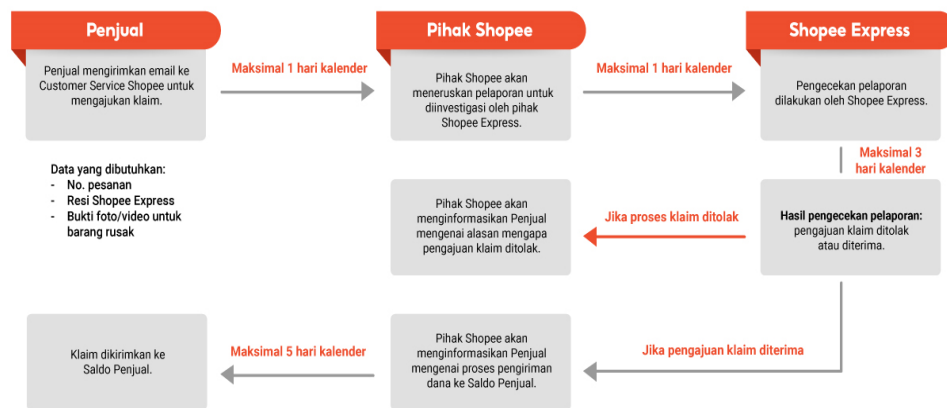 Penjual
Pihak Shopee
Shopee Express
Penjual mengirimkan email ke
Customer Service Shopee untuk
mengajukan klaim.
Maksimal 1 hari kalender
Pihak Shopee akan
meneruskan pelaporan untuk
diinvestigasi oleh pihak
Shopee Express.
Maksimal 1 hari kalender
Pengecekan pelaporan
dilakukan oleh Shopee Express.
Maksimal 3
hari kalender
Data yang dibutuhkan:
- No. pesanan
- Resi Shopee Express
- Bukti foto/video untuk
barang rusak
Pihak Shopee akan
menginformasikan Penjual
mengenai alasan mengapa
pengajuan klaim ditolak.
Jika proses klaim ditolak
Hasil pengecekan pelaporan:
pengajuan klaim ditolak
atau diterima.
Klaim dikirimkan ke
Saldo Penjual.
Maksimal 5 hari kalender
Pihak Shopee akan
menginformasikan Penjual
mengenai proses pengiriman
dana ke Saldo Penjual.
Jika pengajuan klaim diterima